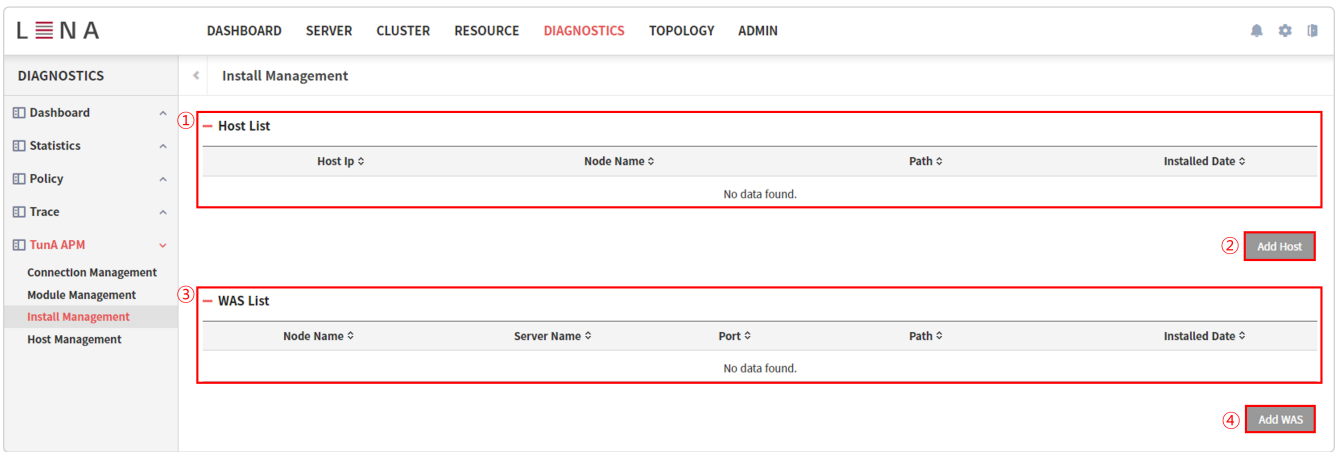 LENA DASHBOARD SERVER CLUSTER RESOURCE DIAGNOSTICS TOPOLOGY ADMIN
DIAGNOSTICS
Install Management
Dashboard
Statistics
Policy
Trace
TunA APM
Connection Management
Module Management
Install Management
Host Management
①
Host List
Host Ip Node Name Path Installed Date
No data found.
② Add Host
③
WAS List
Node Name Server Name Port Path Installed Date
No data found.
④ Add WAS